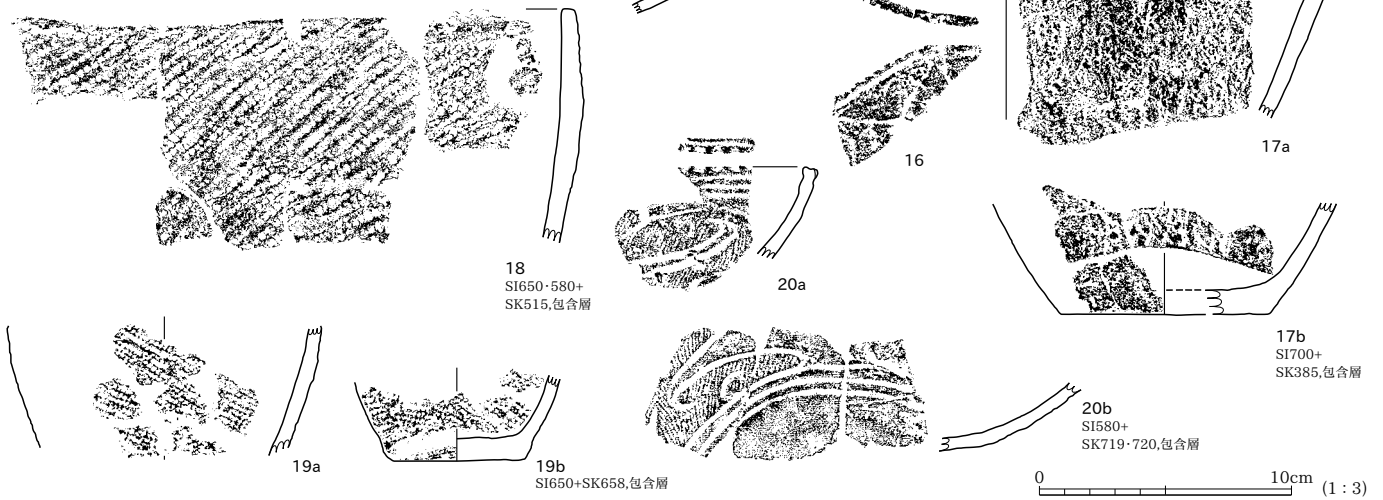 16
17a
18
SI650·580+
SK515,包含層
20a
17b
SI700+
SK385,包含層
19a
19b
SI650+SK658,包含層
20b
SI580+
SK719·720,包含層
0 10cm (1:3)